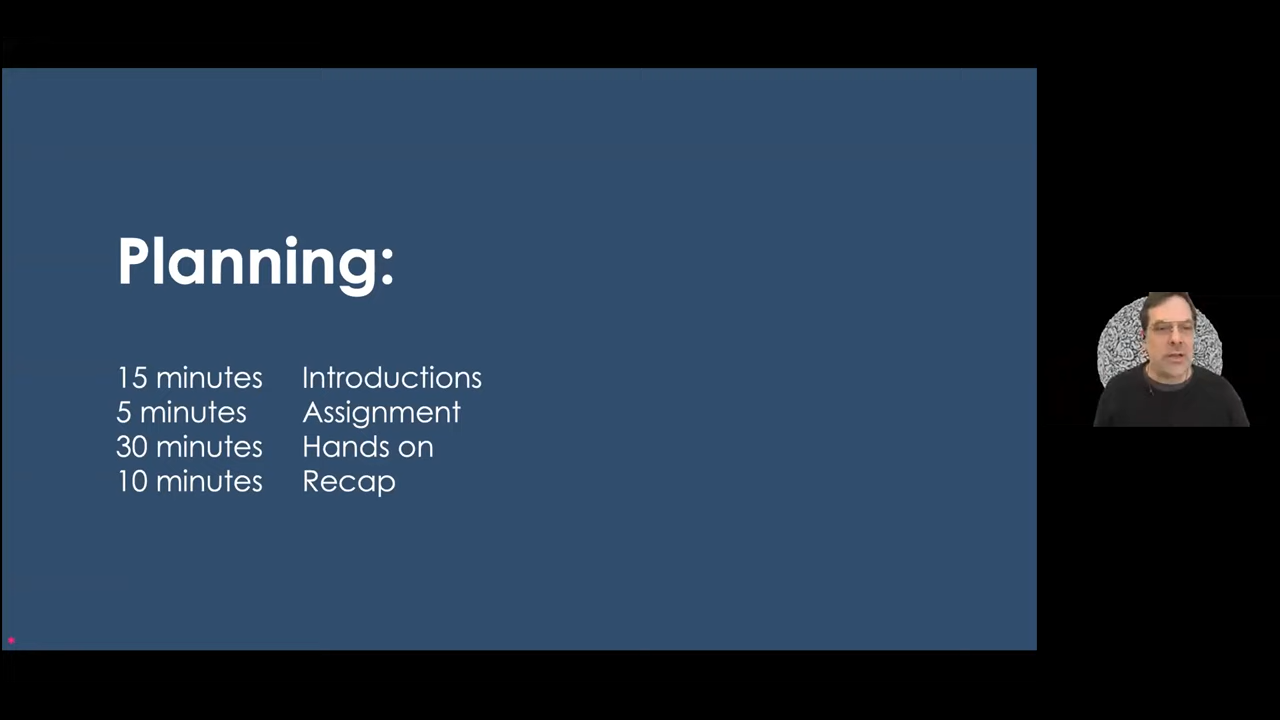 Planning:
15 minutes Introductions
5 minutes Assignment
30 minutes Hands on
10 minutes Recap